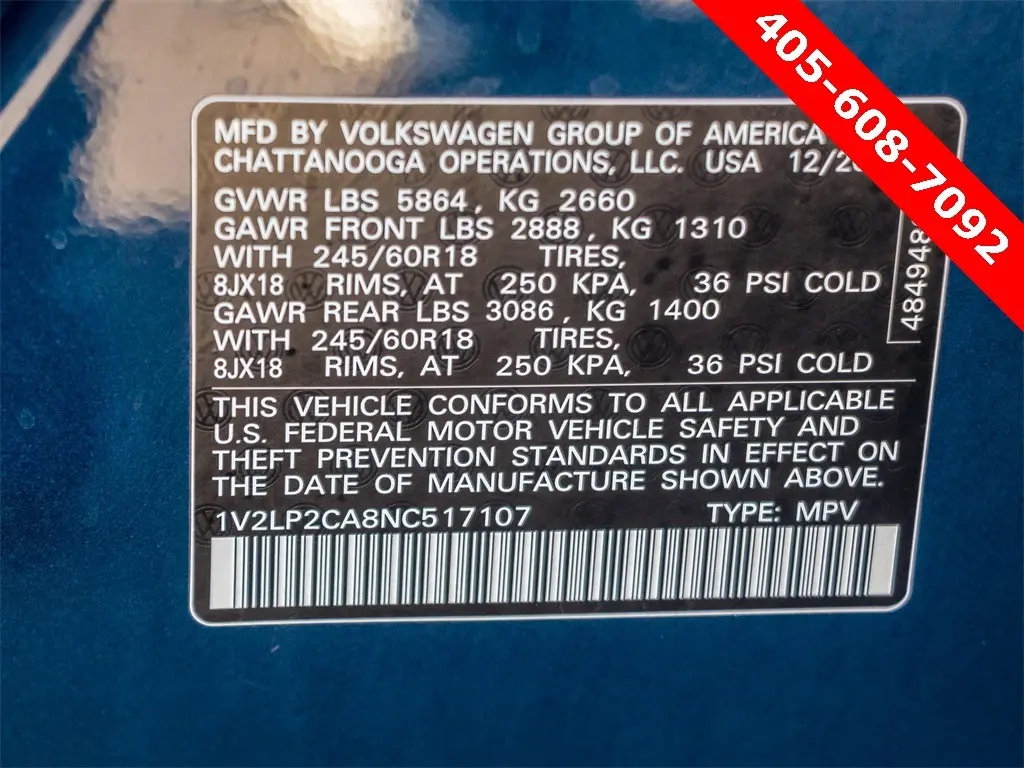 405-608-7092
MFD BY VOLKSWAGEN GROUP OF AMERICA
CHATTANOOGA OPERATIONS, LLC. USA
GVWR LBS 5864, KG 2660
GAWR FRONT LBS 2888, KG 1310
WITH 245/60R18 TIRES,
8JX18 RIMS, AT 250 KPA, 36 PSI COLD
GAWR REAR LBS 3086, KG 1400
WITH 245/60R18 TIRES,
8JX18 RIMS, AT 250 KPA, 36 PSI COLD
THIS VEHICLE CONFORMS TO ALL APPLICABLE
U.S. FEDERAL MOTOR VEHICLE SAFETY AND
THEFT PREVENTION STANDARDS IN EFFECT ON
THE DATE OF MANUFACTURE SHOWN ABOVE.
1V2LP2CA8NC517107 TYPE: MPV